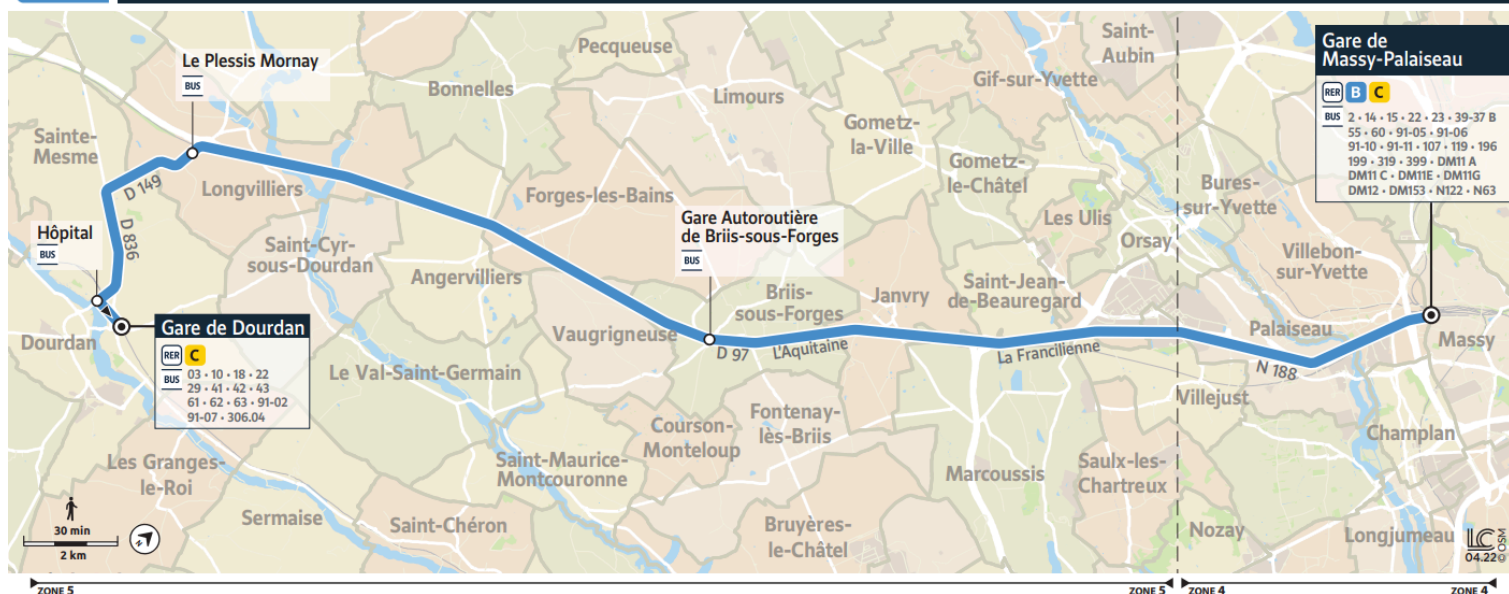 Le Plessis Mornay
BUS
Pecqueuse
Saint-
Aubin
Gare de
Massy-Palaiseau
RER B C
BUS 2 • 14 • 15 • 22 • 23 • 39-37 B
55 • 60 • 91-05 • 91-06
91-10 • 91-11 • 107 • 119 • 196
199 • 319 • 399 • DM11 A
DM11 C • DM11E • DM11G
DM12 • DM153 • N122 • N63
Bonnelles
Limours
Gif-sur-Yvette
Sainte-
Mesme
Gometz
la-Ville
Gometz-
le-Châtel
D 149
Longvilliers
Forges-les-Bains
Bures-
sur-Yvette
Les Ulis
Orsay
Hôpital
BUS
D 836
Saint-Cyr-
sous-Dourdan
Gare Autoroutière
de Briis-sous-Forges
BUS
Villebon-
sur-Yvette
Angervilliers
Briis-
sous-Forges
Janvry
Saint-Jean-
de-Beauregard
Dourdan
Gare de Dourdan
RER C
BUS 03 • 10 • 18 • 22
29 • 41 • 42 • 43
61 • 62 • 63 • 91-02
91-07 • 306.04
Vaugrigneuse
D 97
L'Aquitaine
La Francilienne
Palaiseau
N 188
Massy
Le Val-Saint-Germain
Villejust
Courson-
Monteloup
Fontenay-
lès-Briis
Champlan
Les Granges-
le-Roi
Saint-Maurice-
Montcouronne
Marcoussis
Saulx-les-
Chartreux
Sermaise
Saint-Chéron
Bruyères-
le-Châtel
Nozay
Longjumeau
30 min
2 km
N
LC
04.22 © OSM
ZONE 5
ZONE 5
ZONE 4
ZONE 4